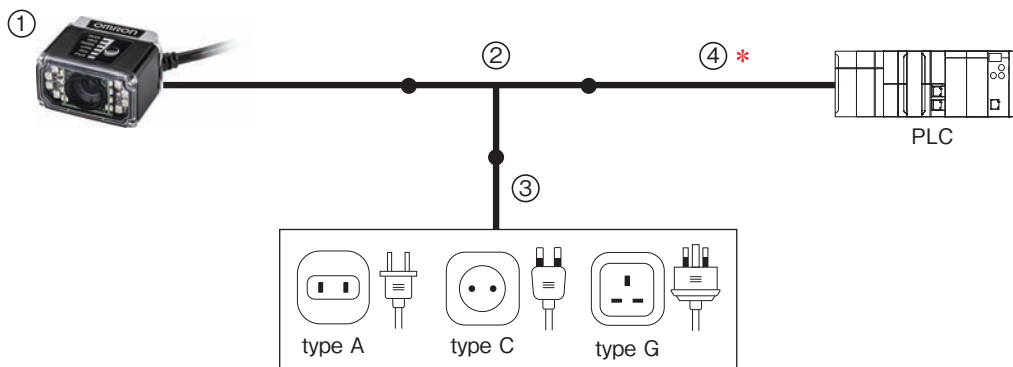 ①
OMRON
②
④ *
PLC
③
type A
type C
type G